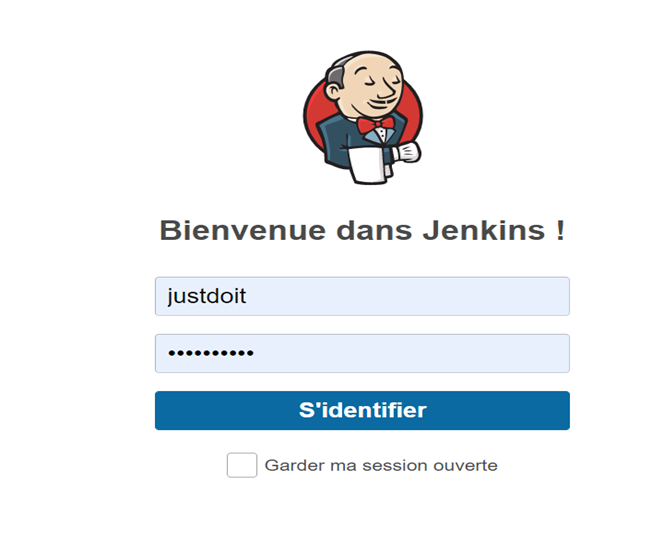 Bienvenue dans Jenkins !
justdoit
••••••••••
S'identifier
Garder ma session ouverte